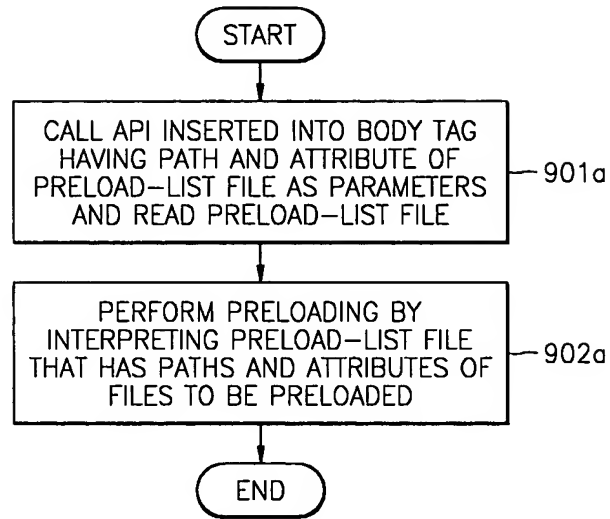 START
CALL API INSERTED INTO BODY TAG
HAVING PATH AND ATTRIBUTE OF
PRELOAD-LIST FILE AS PARAMETERS
AND READ PRELOAD-LIST FILE
901a
PERFORM PRELOADING BY
INTERPRETING PRELOAD-LIST FILE
THAT HAS PATHS AND ATTRIBUTES OF
FILES TO BE PRELOADED
902a
END